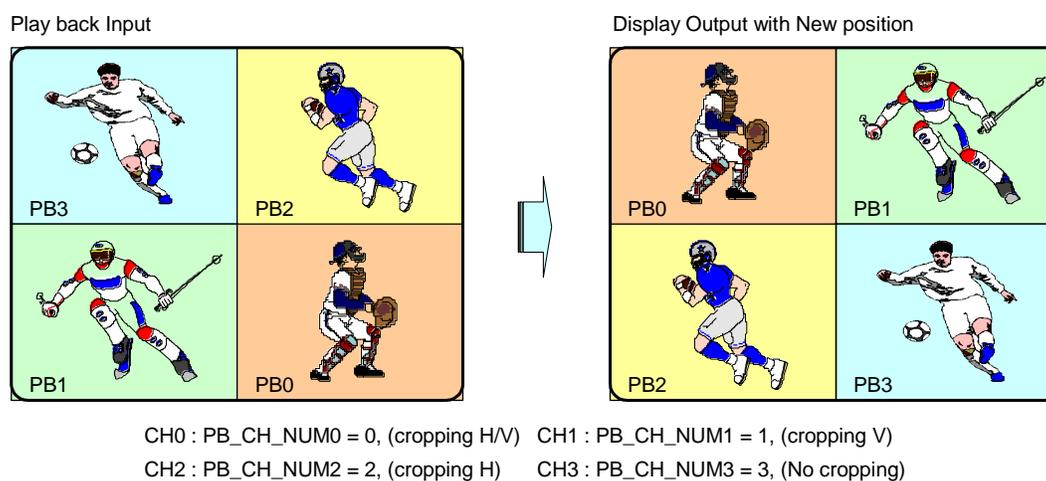 Play back Input
Display Output with New position
PB3
PB2
PB0
PB1
PB1
PB0
PB2
PB3
CH0 : PB_CH_NUM0 = 0, (cropping H/V) CH1 : PB_CH_NUM1 = 1, (cropping V)
CH2 : PB_CH_NUM2 = 2, (cropping H) CH3 : PB_CH_NUM3 = 3, (No cropping)